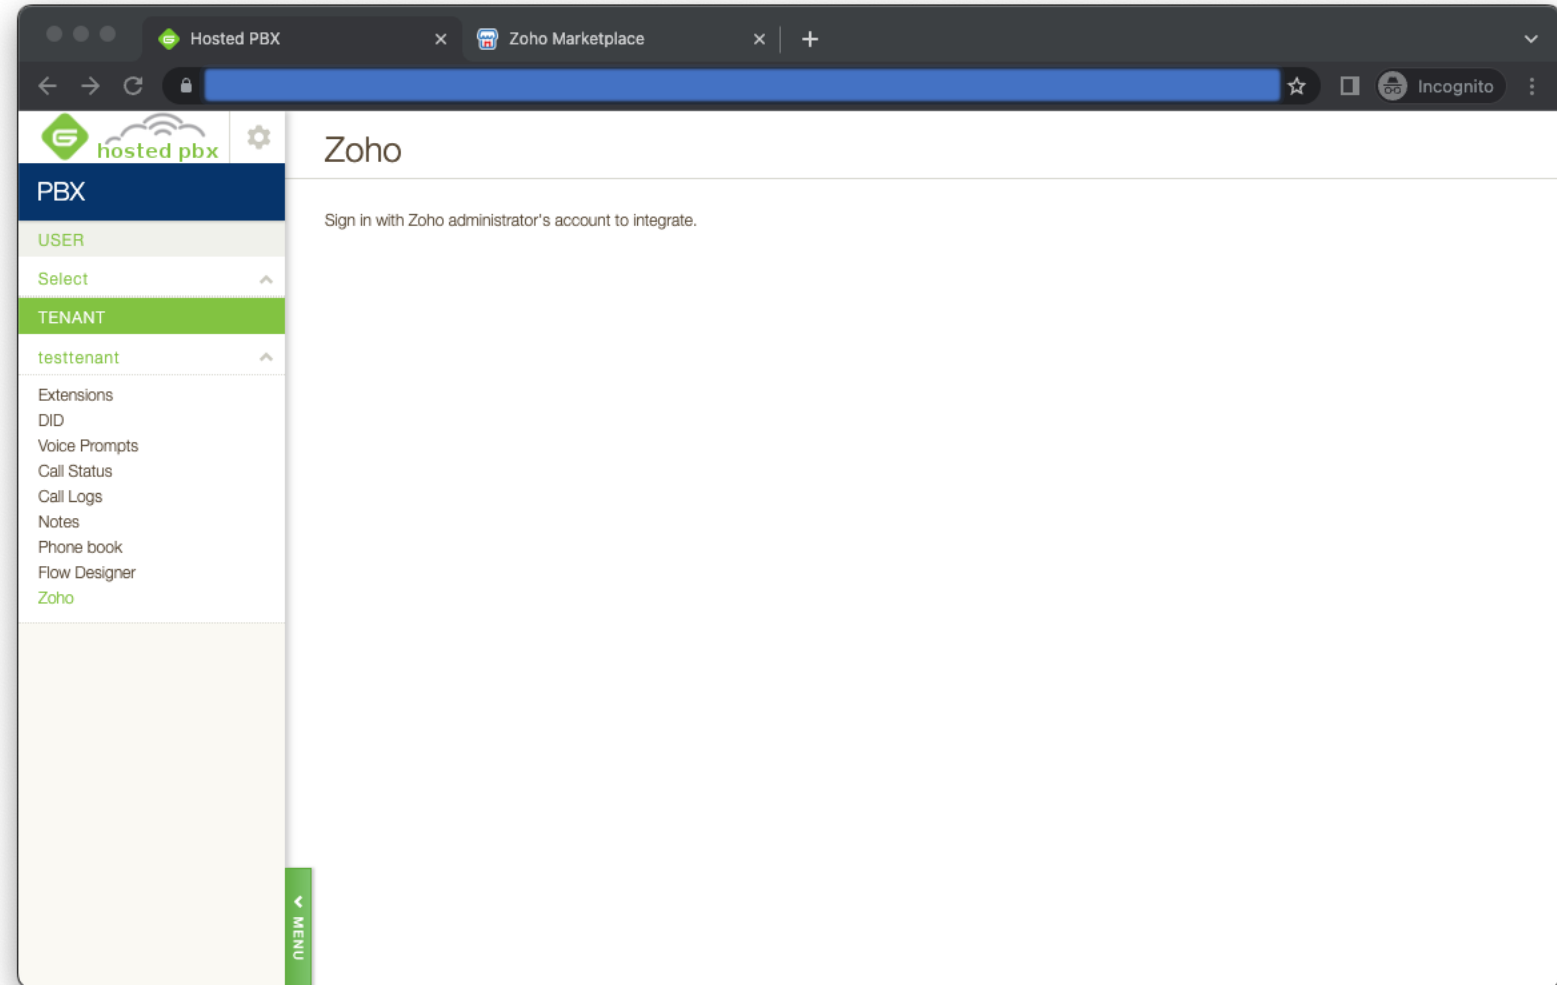 Hosted PBX
Zoho Marketplace
Incognito
hosted pbx
Zoho
PBX
Sign in with Zoho administrator's account to integrate.
USER
Select
TENANT
testtenant
Extensions
DID
Voice Prompts
Call Status
Call Logs
Notes
Phone book
Flow Designer
Zoho
MENU